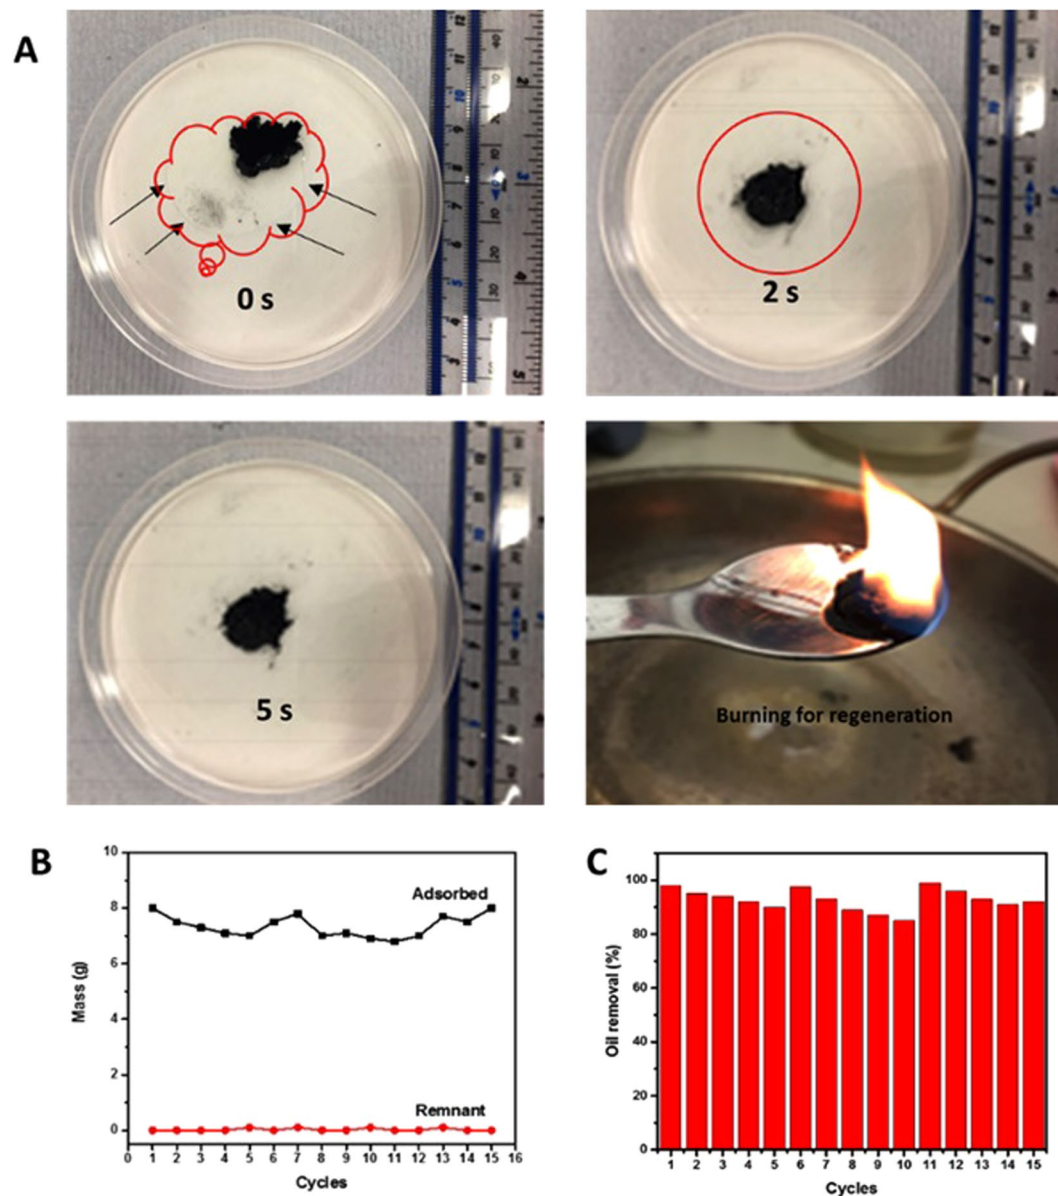 A
0 s
2 s
5 s
Burning for regeneration
B
10
8
6
4
2
0
Mass (g)
Adsorbed
Remnant
0 1 2 3 4 5 6 7 8 9 10 11 12 13 14 15 16
Cycles
C
100
80
60
40
20
0
Oil removal (%)
1 2 3 4 5 6 7 8 9 10 11 12 13 14 15
Cycles